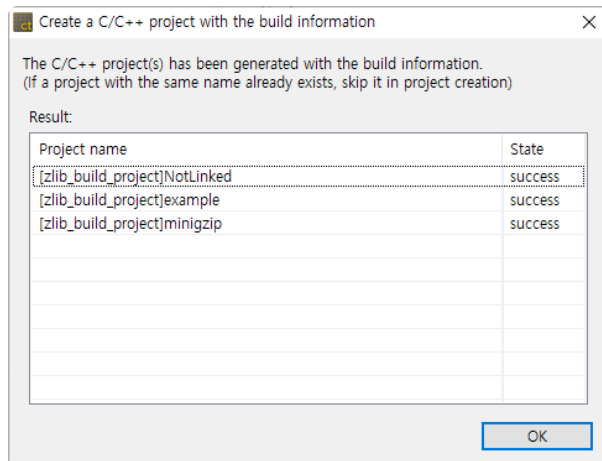 ct Create a C/C++ project with the build information
The C/C++ project(s) has been generated with the build information.
(If a project with the same name already exists, skip it in project creation)
Result:
Project name State
[zlib_build_project]NotLinked success
[zlib_build_project]example success
[zlib_build_project]minigzip success
OK